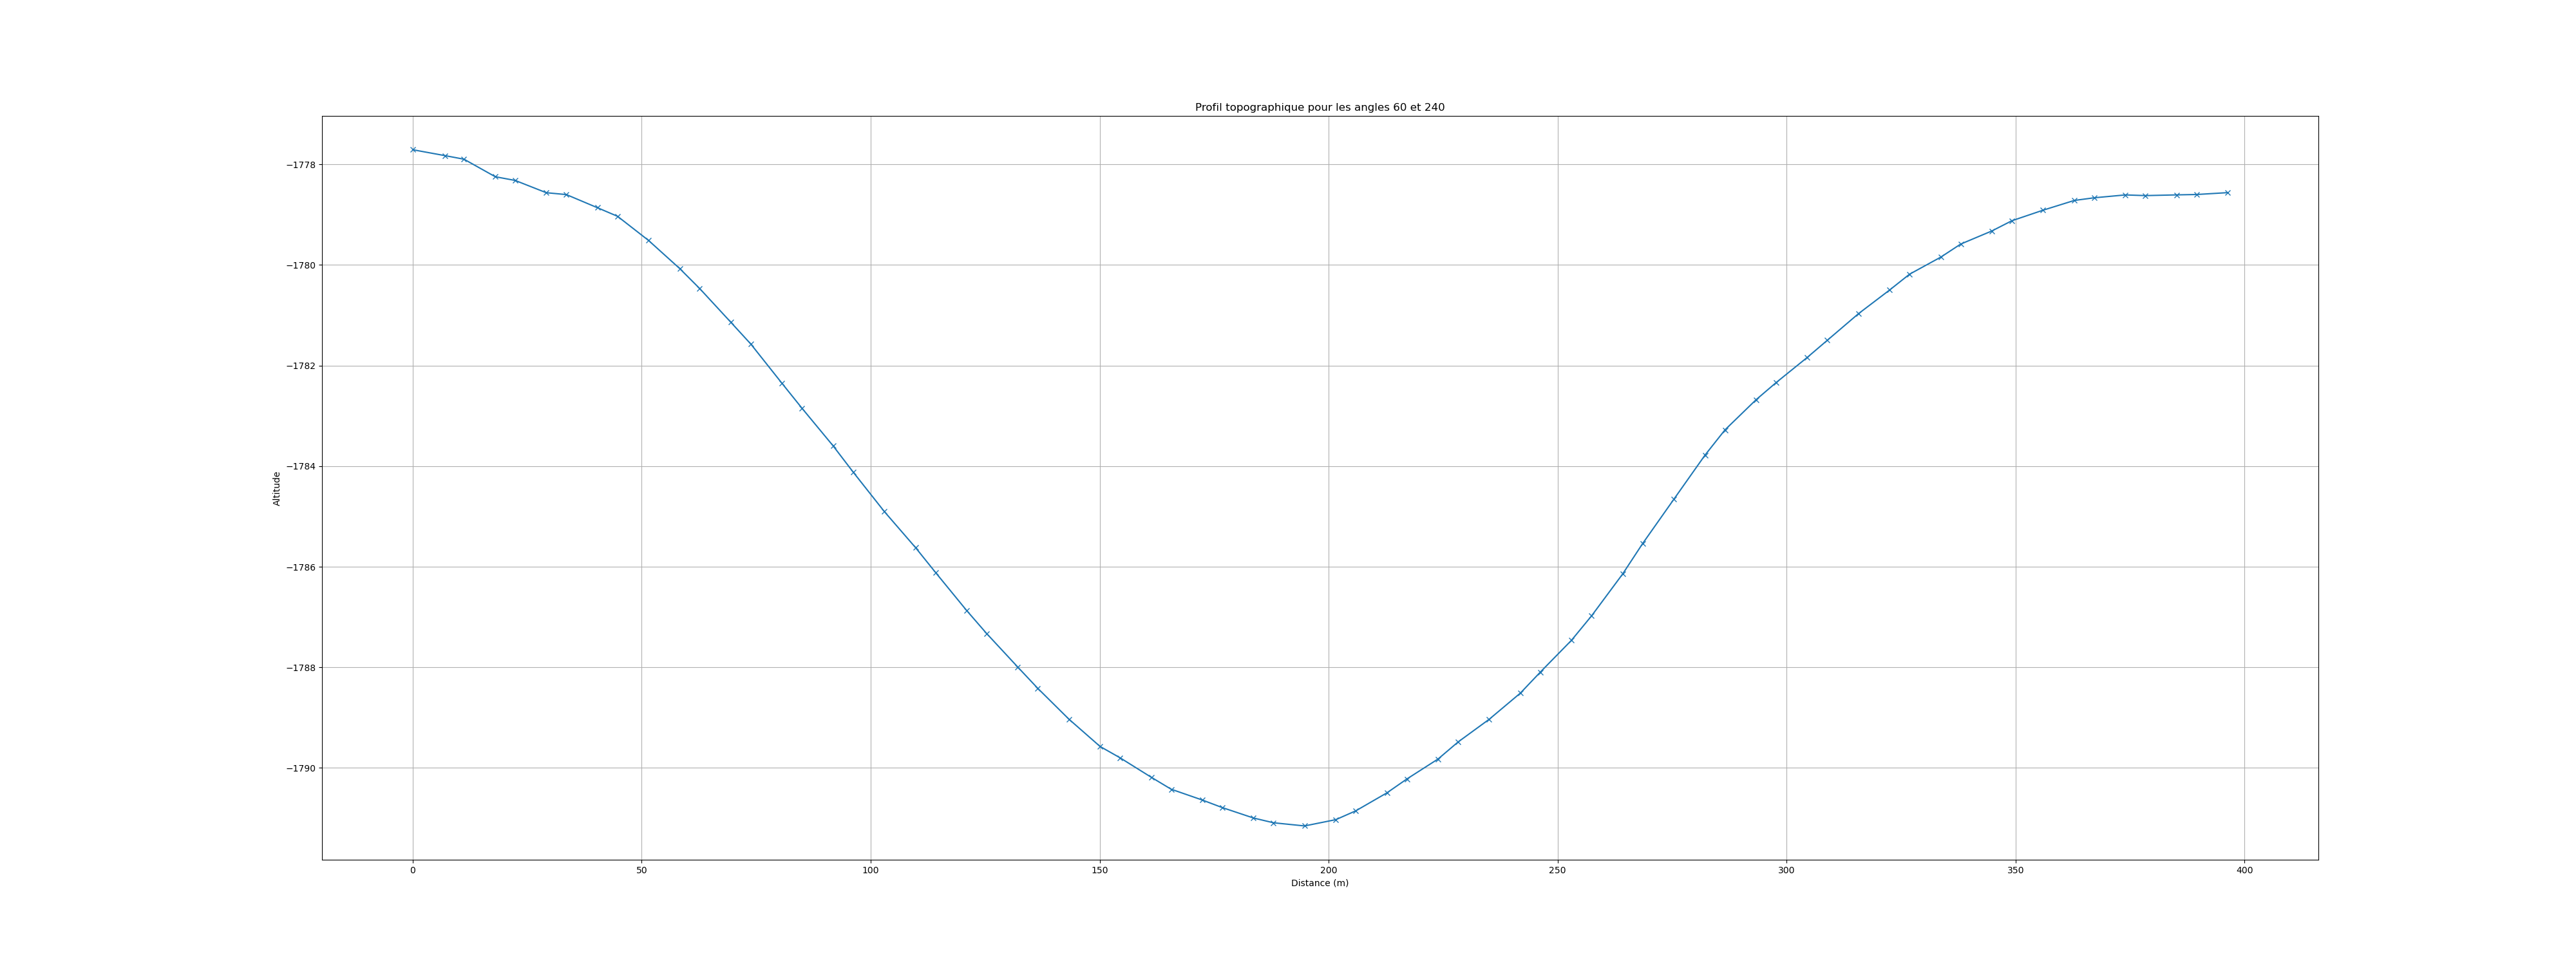 Profil topographique pour les angles 60 et 240
−1778
−1780
−1782
−1784
−1786
−1788
−1790
Altitude
0 50 100 150 200 250 300 350 400
Distance (m)